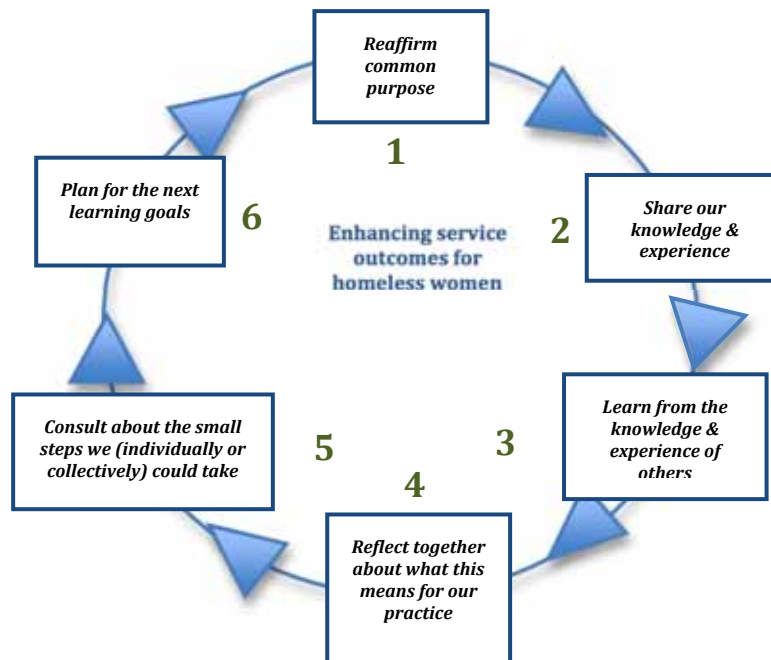 Reaffirm
common
purpose
1
Plan for the next
learning goals
6
Enhancing service
outcomes for
homeless women
2
Share our
knowledge &
experience
Consult about the small
steps we (individually or
collectively) could take
5
3
Learn from the
knowledge &
experience of
others
4
Reflect together
about what this
means for our
practice